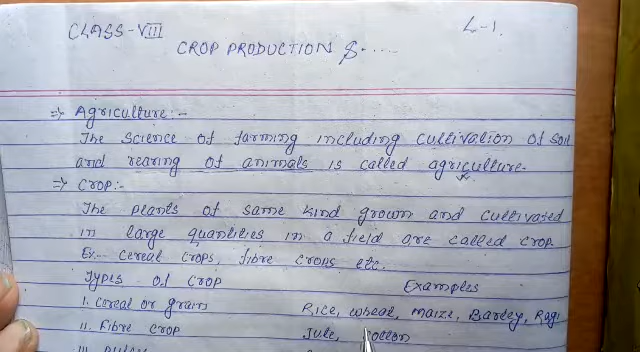 CLASS-VIII L-1.
CROP PRODUCTION & .....
⇒ Agriculture:-
The science of farming including cultivation of soil
and rearing of animals is called agriculture.
⇒ Crop:-
The plants of same kind grown and cultivated
in large quantities in a field are called crop.
Ex:- cereal crops, fibre crops etc.
Types of crop Examples
I. Cereal or grain Rice, wheat, maize, Barley, Ragi
II. Fibre crop Jute, cotton
III.